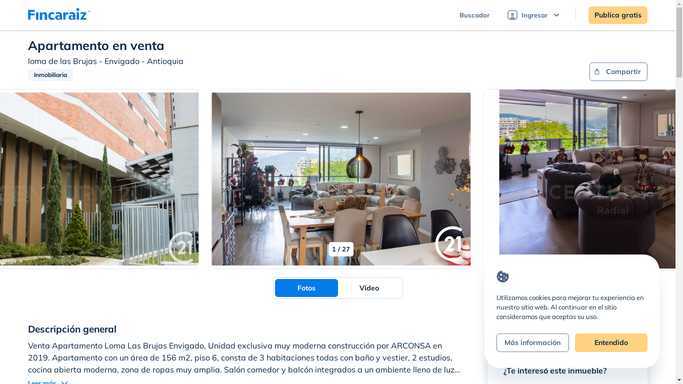 Fincaraiz
Buscador
Ingresar
Publica gratis
Apartamento en venta
loma de las Brujas - Envigado - Antioquia
Inmobiliaria
Compartir
21
21
Radial
1 / 27
Fotos
Video
Utilizamos cookies para mejorar tu experiencia en
nuestro sitio web. Al continuar en el sitio
consideramos que aceptas su uso.
Más información
Entendido
Descripción general
Venta Apartamento Loma Las Brujas Envigado, Unidad exclusiva muy moderna construcción por ARCONSA en
2019. Apartamento con un área de 156 m2, piso 6, consta de 3 habitaciones todas con baño y vestier, 2 estudios,
cocina abierta moderna, zona de ropas muy amplia. Salón comedor y balcón integrados a un ambiente lleno de luz...
Leer más
¿Te interesó este inmueble?